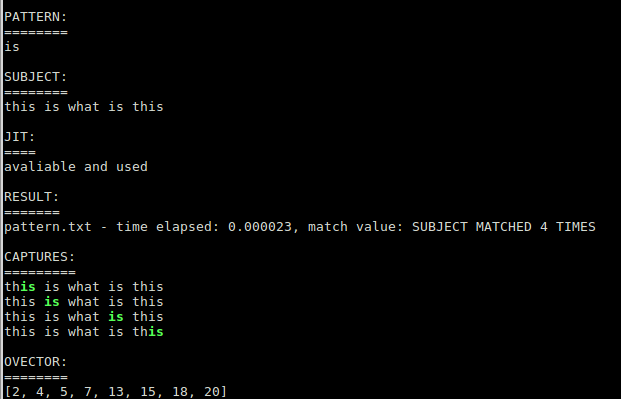 PATTERN:
========
is
SUBJECT:
========
this is what is this
JIT:
====
avaliable and used
RESULT:
=======
pattern.txt - time elapsed: 0.000023, match value: SUBJECT MATCHED 4 TIMES
CAPTURES:
=========
this is what is this
this is what is this
this is what is this
this is what is this
OVECTOR:
========
[2, 4, 5, 7, 13, 15, 18, 20]